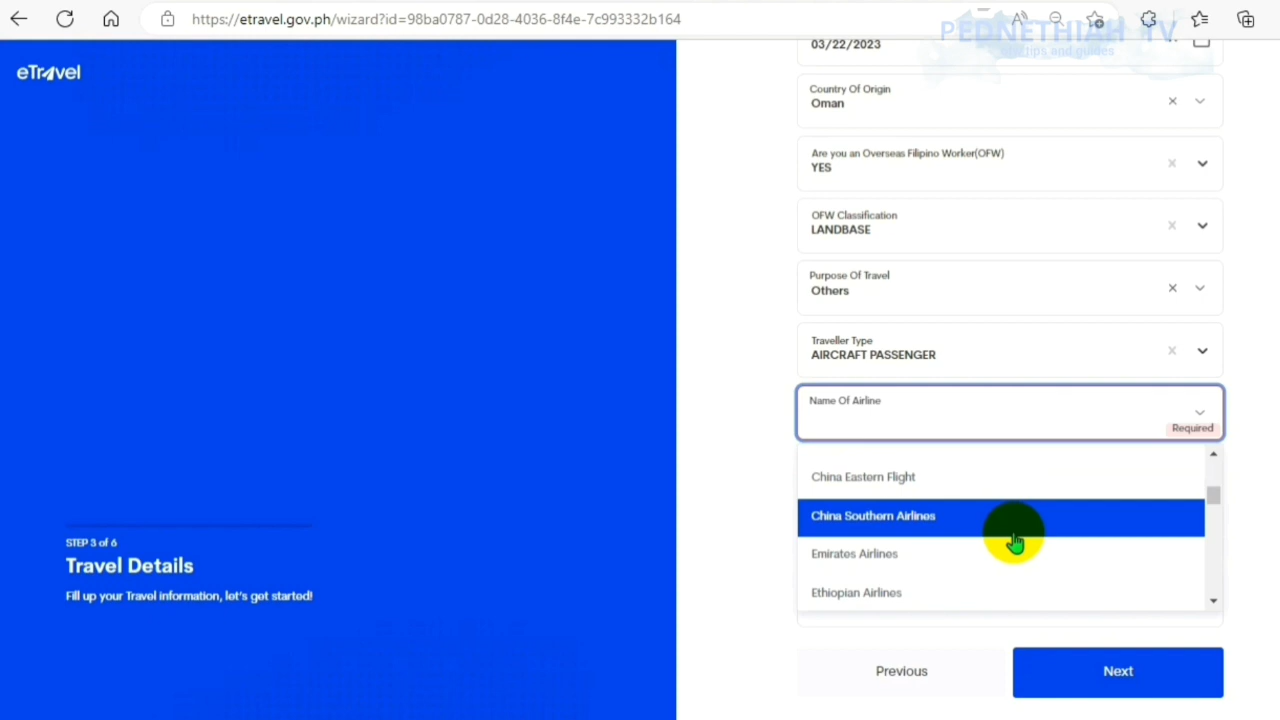 https://etravel.gov.ph/wizard?id=98ba0787-0d28-4036-8f4e-7c993332b164
PEDNETHIAH TV
eTravel
03/22/2023
Country Of Origin
Oman
Are you an Overseas Filipino Worker(OFW)
YES
OFW Classification
LANDBASE
Purpose Of Travel
Others
Traveller Type
AIRCRAFT PASSENGER
Name Of Airline
Required
China Eastern Flight
China Southern Airlines
Emirates Airlines
Ethiopian Airlines
STEP 3 of 6
Travel Details
Fill up your Travel information, let's get started!
Previous
Next